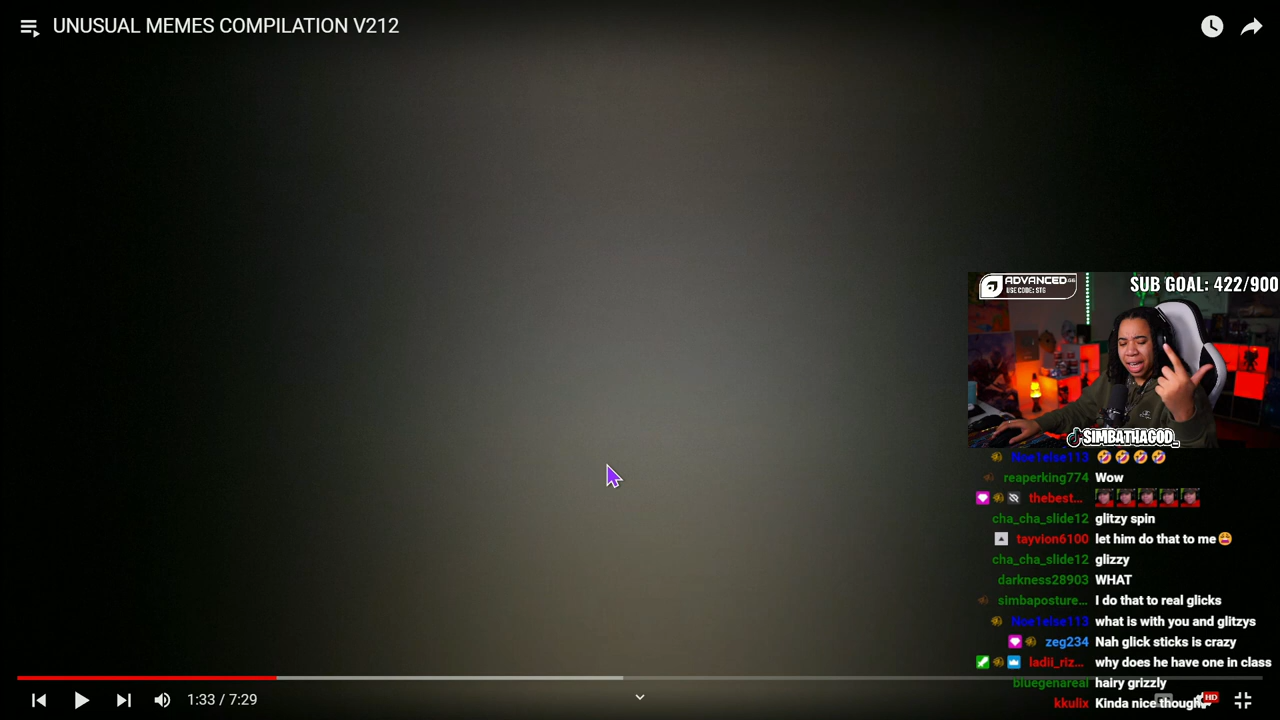 UNUSUAL MEMES COMPILATION V212
ADVANCED.GG
USE CODE: STG
SUB GOAL: 422/900
SIMBATHAGOD_
Noe1else113 🤣🤣🤣🤣
reaperking774 Wow
thebest...
cha_cha_slide12 glitzy spin
tayvion6100 let him do that to me😩
cha_cha_slide12 glizzy
darkness28903 WHAT
simbaposture... I do that to real glicks
Noe1else113 what is with you and glitzys
zeg234 Nah glick sticks is crazy
ladii_riz... why does he have one in class
bluegenareal hairy grizzly
kkulix Kinda nice though
1:33 / 7:29
HD